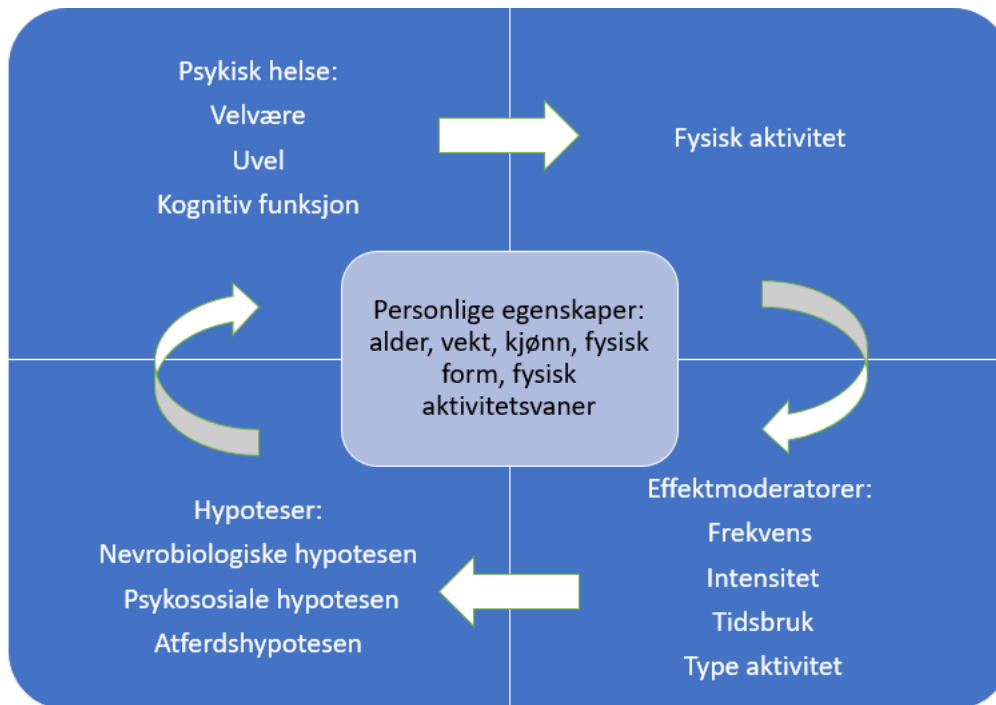 Psykisk helse:
Velvære
Uvel
Kognitiv funksjon
Fysisk aktivitet
Personlige egenskaper:
alder, vekt, kjønn, fysisk
form, fysisk
aktivitetsvaner
Effektmoderatorer:
Frekvens
Intensitet
Tidsbruk
Type aktivitet
Hypoteser:
Nevrobiologiske hypotesen
Psykososiale hypotesen
Atferdshypotesen